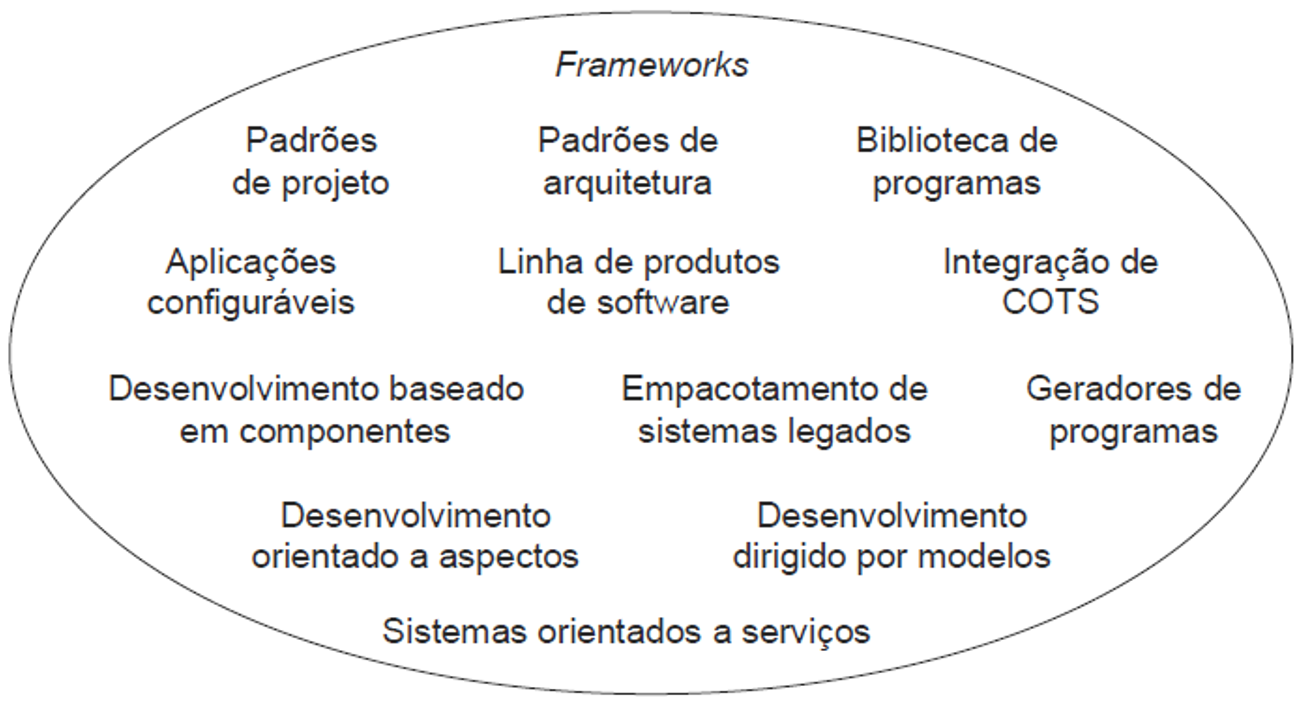 Frameworks
Padrões
de projeto
Padrões de
arquitetura
Biblioteca de
programas
Aplicações
configuráveis
Linha de produtos
de software
Integração de
COTS
Desenvolvimento baseado
em componentes
Empacotamento de
sistemas legados
Geradores de
programas
Desenvolvimento
orientado a aspectos
Desenvolvimento
dirigido por modelos
Sistemas orientados a serviços